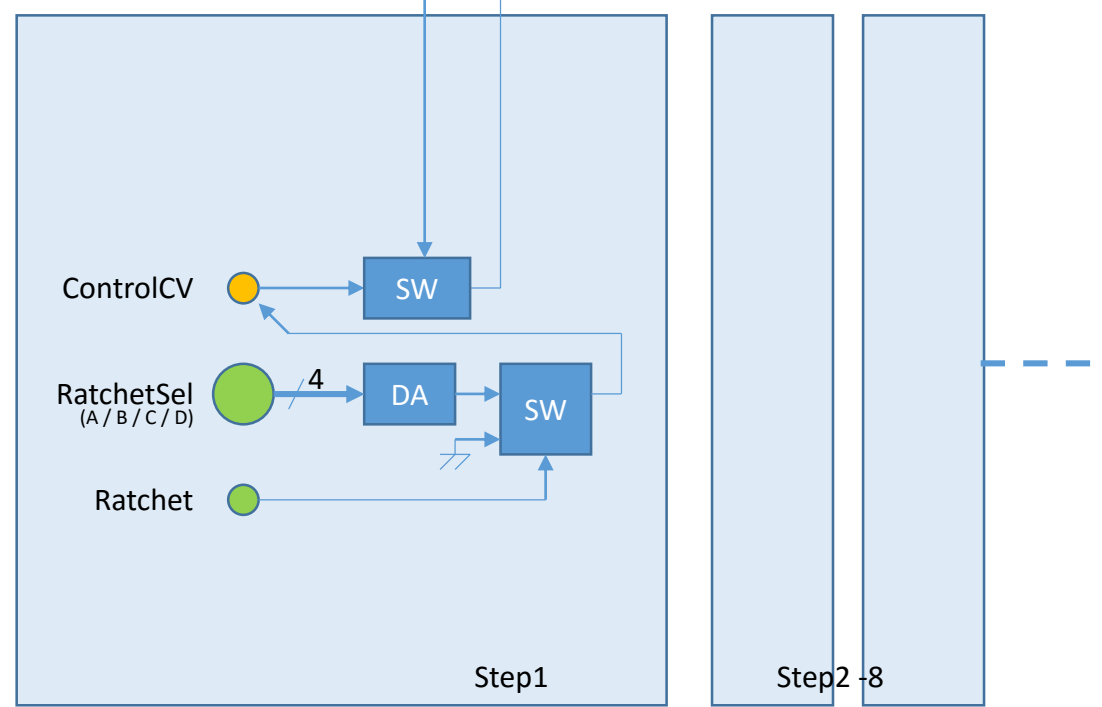 ControlCV
SW
RatchetSel
(A / B / C / D)
4
DA
SW
Ratchet
Step1
Step2 -8